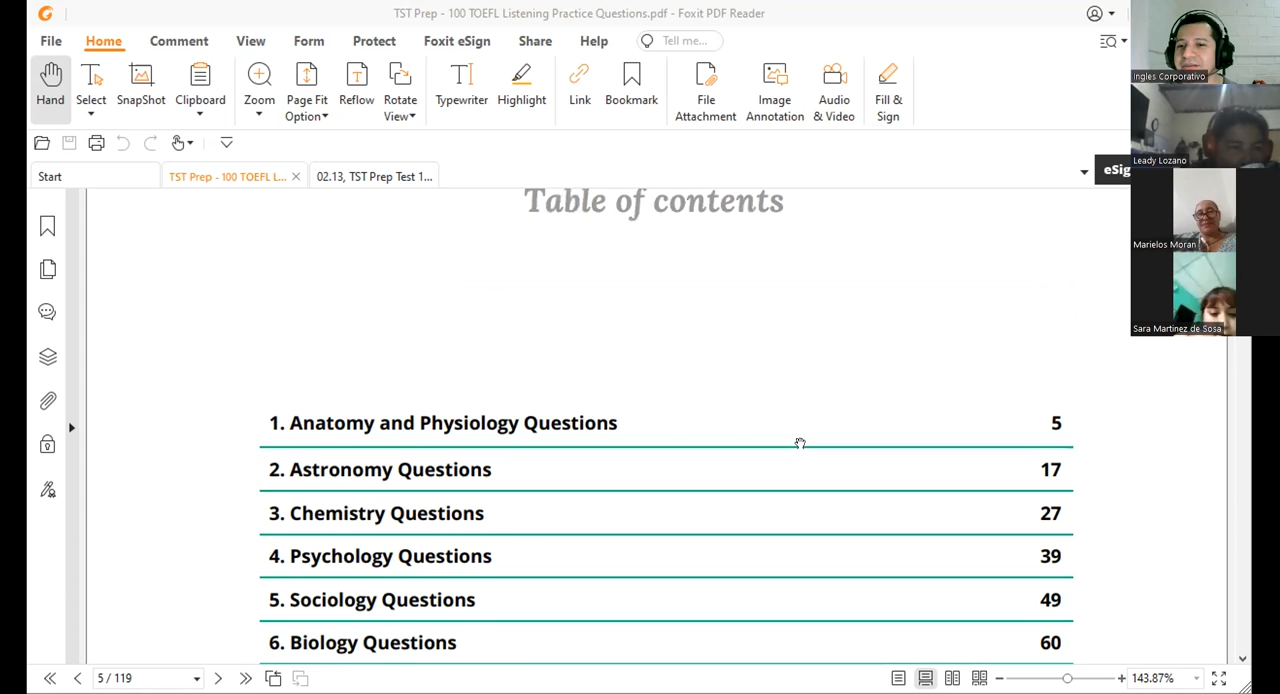 TST Prep - 100 TOEFL Listening Practice Questions.pdf - Foxit PDF Reader
File Home Comment View Form Protect Foxit eSign Share Help Tell me...
Hand
Select
SnapShot
Clipboard
Zoom
Page Fit
Option
Reflow
Rotate
View
Typewriter
Highlight
Link
Bookmark
File
Attachment
Image
Annotation
Audio
& Video
Fill &
Sign
Start
TST Prep - 100 TOEFL L...
02.13, TST Prep Test 1...
eSig
Ingles Corporativo
Leady Lozano
Marielos Moran
Sara Martinez de Sosa
Table of contents
1. Anatomy and Physiology Questions 5
2. Astronomy Questions 17
3. Chemistry Questions 27
4. Psychology Questions 39
5. Sociology Questions 49
6. Biology Questions 60
5 / 119
143.87%